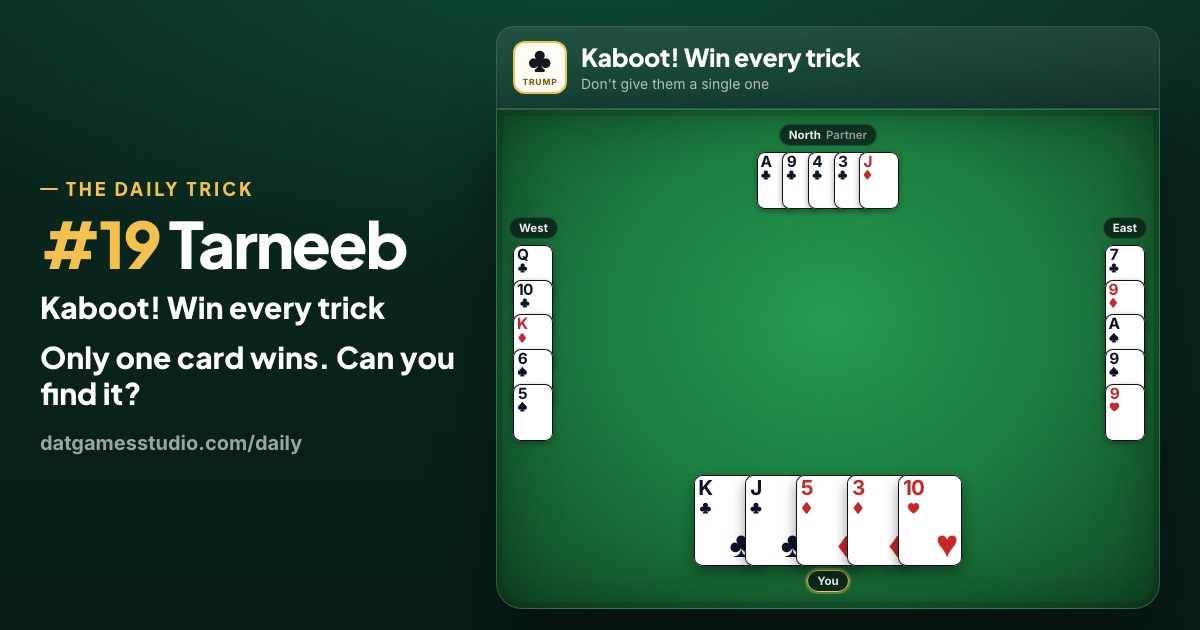 — THE DAILY TRICK
#19 Tarneeb
Kaboot! Win every trick
Only one card wins. Can you
find it?
datgamesstudio.com/daily
TRUMP
Kaboot! Win every trick
Don't give them a single one
North Partner
A 9 4 3 J
West
Q
10
K
6
5
East
7
9
A
9
9
K J 5 3 10
You